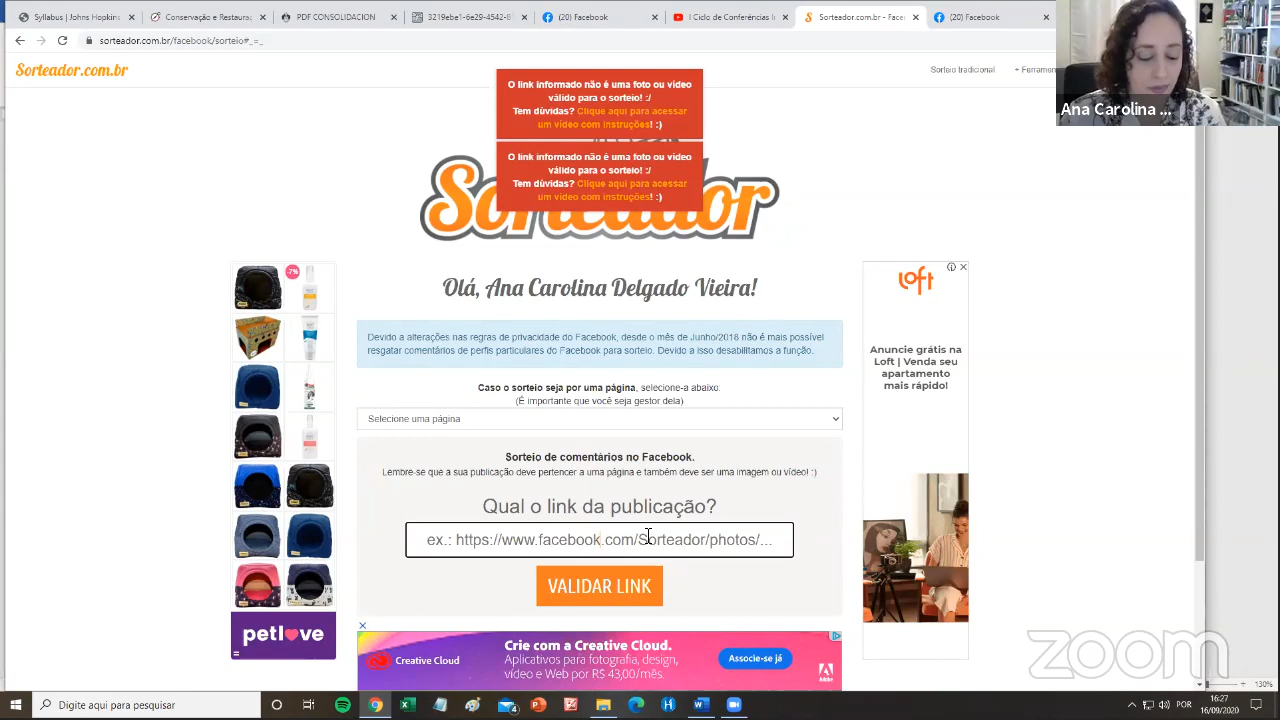 Syllabus | Johns Hopkins
Conservação e Restaura
PDF CONSOLIDACION
3219ebe1-6e29-4542-
(20) Facebook
I Ciclo de Conferências I
Sorteador.com.br - Fac
(20) Facebook
sorteador.com.br/facebook/sorteio#_=_
Sorteador.com.br
Sorteio tradicional
+ Ferramen
O link informado não é uma foto ou vídeo
válido para o sorteio! :/
Tem dúvidas? Clique aqui para acessar
um vídeo com instruções! :)
O link informado não é uma foto ou vídeo
válido para o sorteio! :/
Tem dúvidas? Clique aqui para acessar
um vídeo com instruções! :)
Ana Carolina ...
Sorteador
Olá, Ana Carolina Delgado Vieira!
Devido a alterações nas regras de privacidade do Facebook, desde o mês de Junho/2018 não é mais possível
resgatar comentários de perfis particulares do Facebook para sorteio. Devido a isso desabilitamos a função.
Caso o sorteio seja por uma página, selecione-a abaixo:
(É importante que você seja gestor dela)
Selecione uma página
Sorteio de comentários no Facebook.
Lembre-se que a sua publicação deve pertencer a uma página e também deve ser uma imagem ou vídeo! :)
Qual o link da publicação?
ex.: https://www.facebook.com/Sorteador/photos/...
VALIDAR LINK
-7%
petlove
Loft
Anuncie grátis na
Loft | Venda seu
apartamento
mais rápido!
Creative Cloud
Crie com a Creative Cloud.
Aplicativos para fotografia, design,
vídeo e Web por R$ 43,00/mês.
Associe-se já
Adobe
zoom
130%
Digite aqui para pesquisar
POR
16:27
16/09/2020